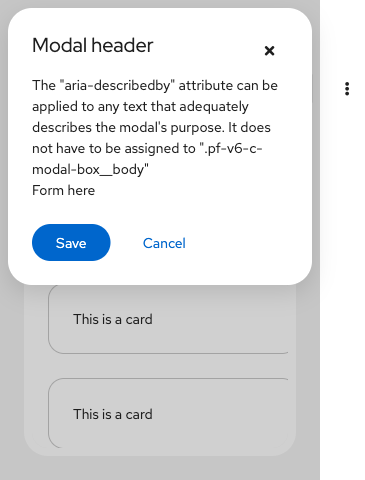 Modal header
The "aria-describedby" attribute can be
applied to any text that adequately
describes the modal's purpose. It does
not have to be assigned to ".pf-v6-c-
modal-box__body"
Form here
Save
Cancel
This is a card
This is a card